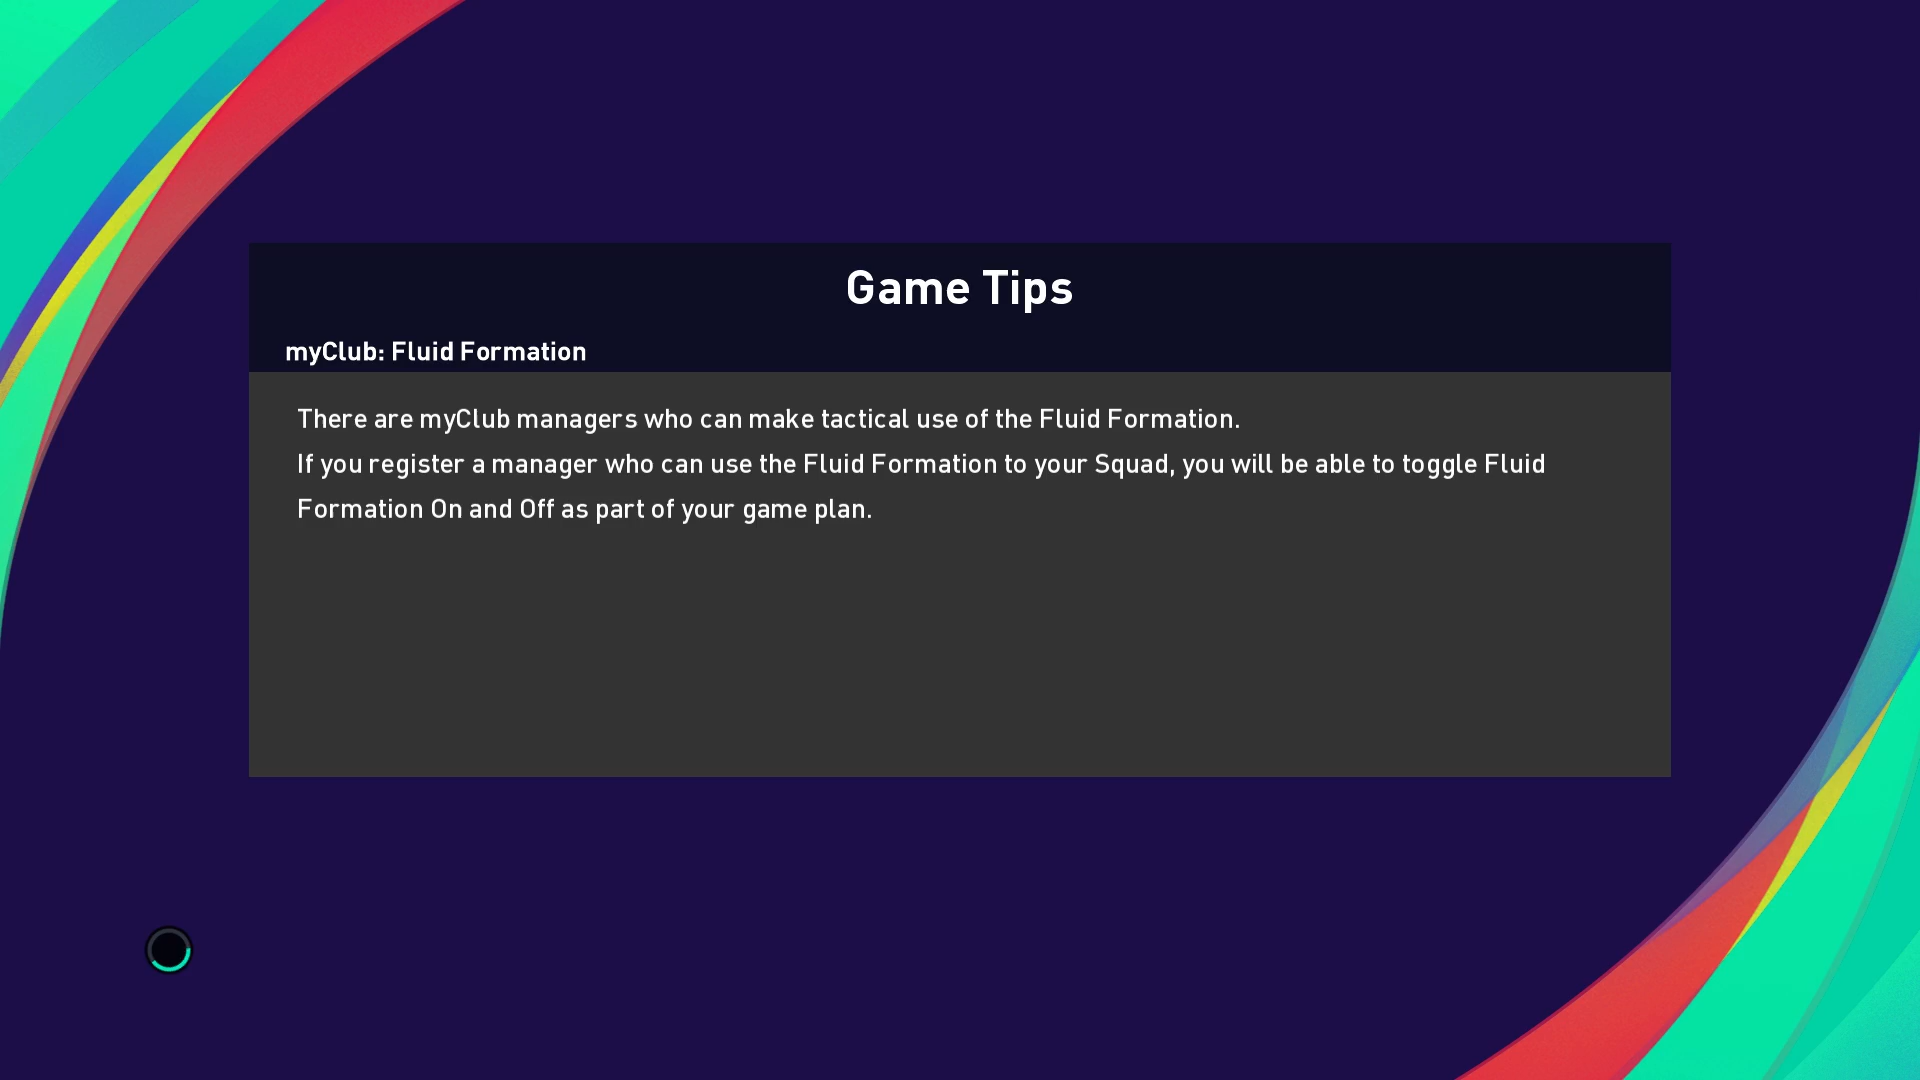 Game Tips
myClub: Fluid Formation
There are myClub managers who can make tactical use of the Fluid Formation.
If you register a manager who can use the Fluid Formation to your Squad, you will be able to toggle Fluid
Formation On and Off as part of your game plan.